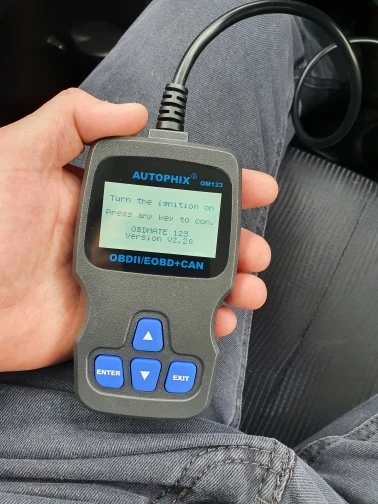 AUTOPHIX® OM123
Turn the ignition on
Press any key to con.
OBDMATE 123
Version V2.20
OBDII/EOBD+CAN
ENTER
EXIT